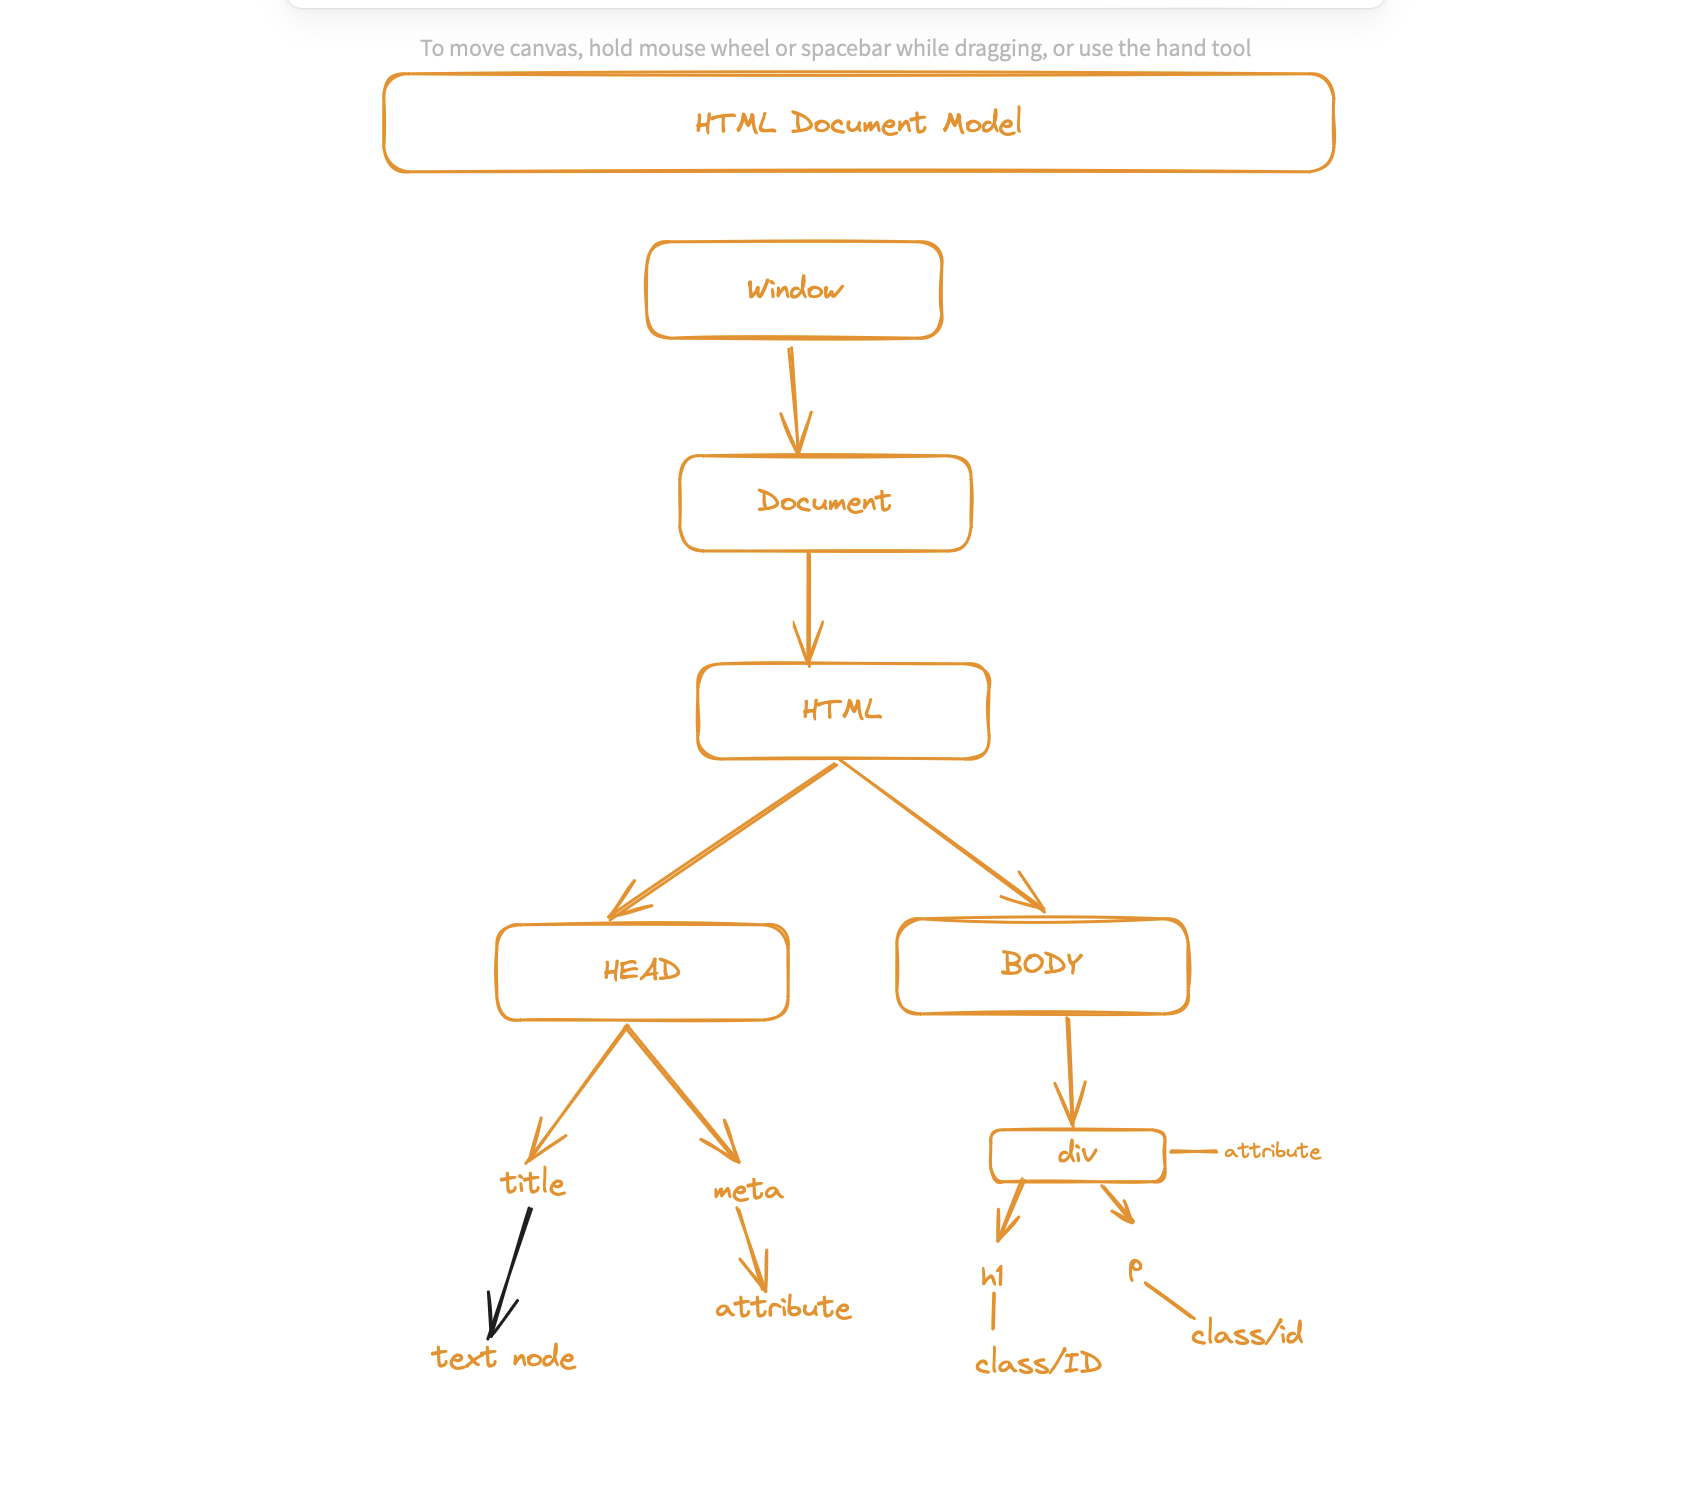 To move canvas, hold mouse wheel or spacebar while dragging, or use the hand tool
HTML Document Model
Window
Document
HTML
HEAD
BODY
div
attribute
title
meta
h1
p
attribute
class/id
text node
class/ID